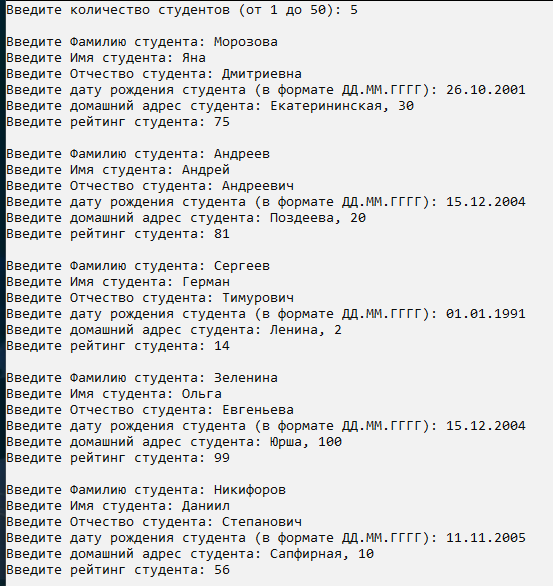 Введите количество студентов (от 1 до 50): 5
Введите Фамилию студента: Морозова
Введите Имя студента: Яна
Введите Отчество студента: Дмитриевна
Введите дату рождения студента (в формате ДД.ММ.ГГГГ): 26.10.2001
Введите домашний адрес студента: Екатерининская, 30
Введите рейтинг студента: 75
Введите Фамилию студента: Андреев
Введите Имя студента: Андрей
Введите Отчество студента: Андреевич
Введите дату рождения студента (в формате ДД.ММ.ГГГГ): 15.12.2004
Введите домашний адрес студента: Поздеева, 20
Введите рейтинг студента: 81
Введите Фамилию студента: Сергеев
Введите Имя студента: Герман
Введите Отчество студента: Тимурович
Введите дату рождения студента (в формате ДД.ММ.ГГГГ): 01.01.1991
Введите домашний адрес студента: Ленина, 2
Введите рейтинг студента: 14
Введите Фамилию студента: Зеленина
Введите Имя студента: Ольга
Введите Отчество студента: Евгеньева
Введите дату рождения студента (в формате ДД.ММ.ГГГГ): 15.12.2004
Введите домашний адрес студента: Юрша, 100
Введите рейтинг студента: 99
Введите Фамилию студента: Никифоров
Введите Имя студента: Даниил
Введите Отчество студента: Степанович
Введите дату рождения студента (в формате ДД.ММ.ГГГГ): 11.11.2005
Введите домашний адрес студента: Сапфирная, 10
Введите рейтинг студента: 56